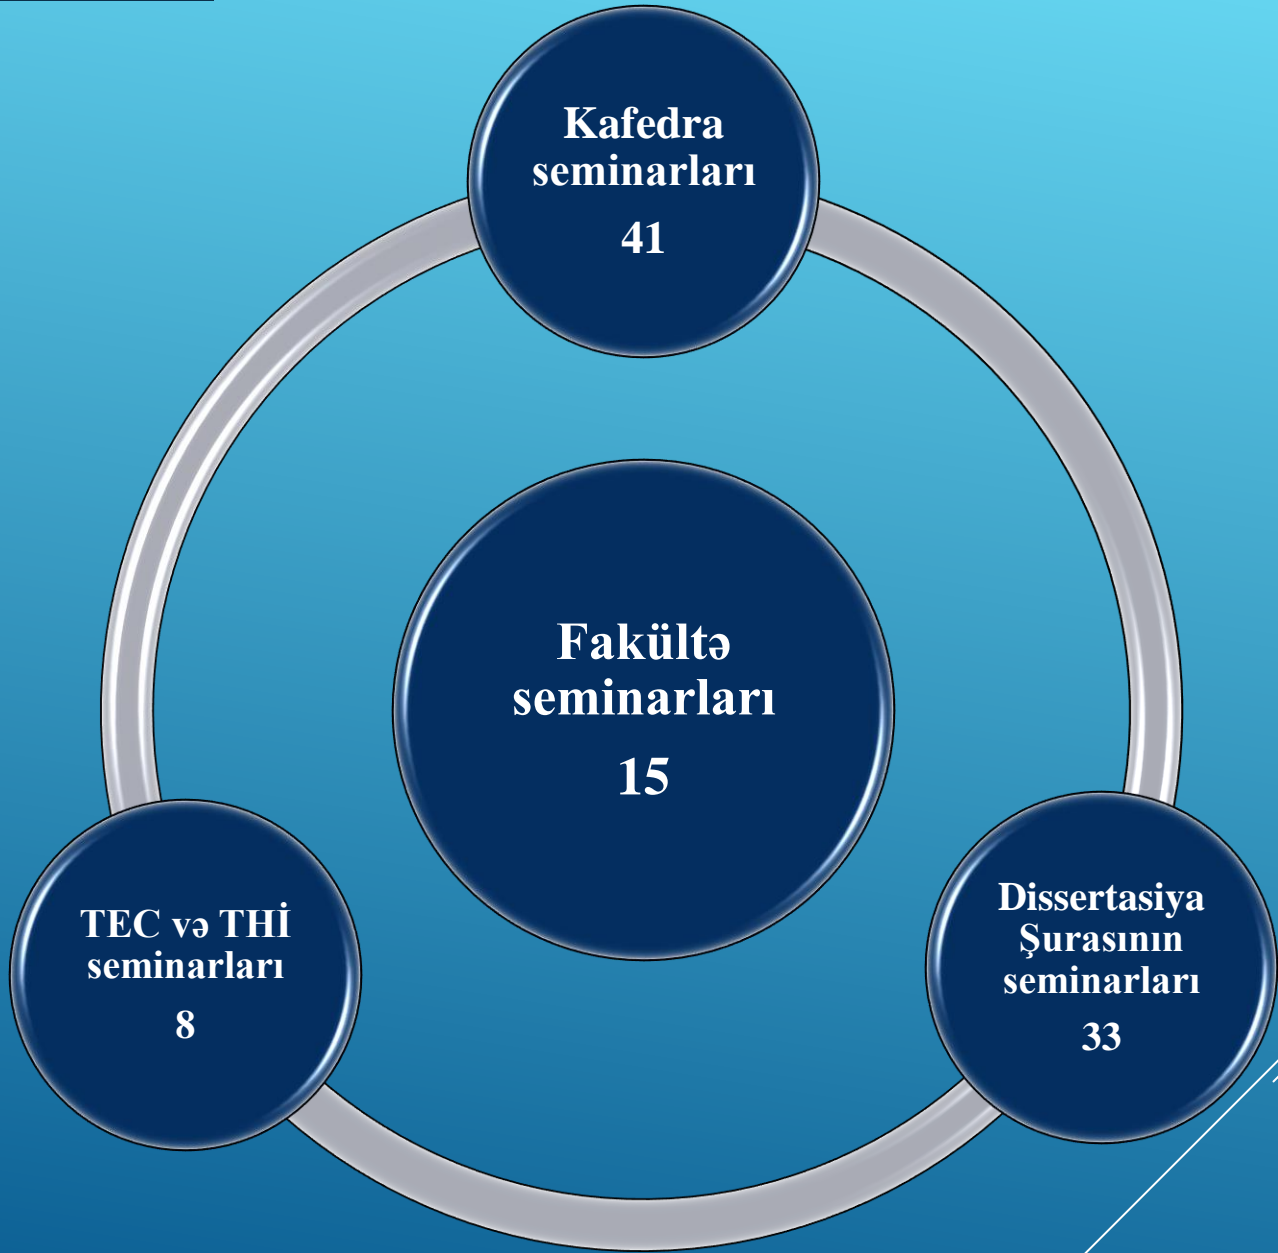 Kafedra
seminarları
41
Fakültə
seminarları
15
TEC və THİ
seminarları
8
Dissertasiya
Şurasının
seminarları
33